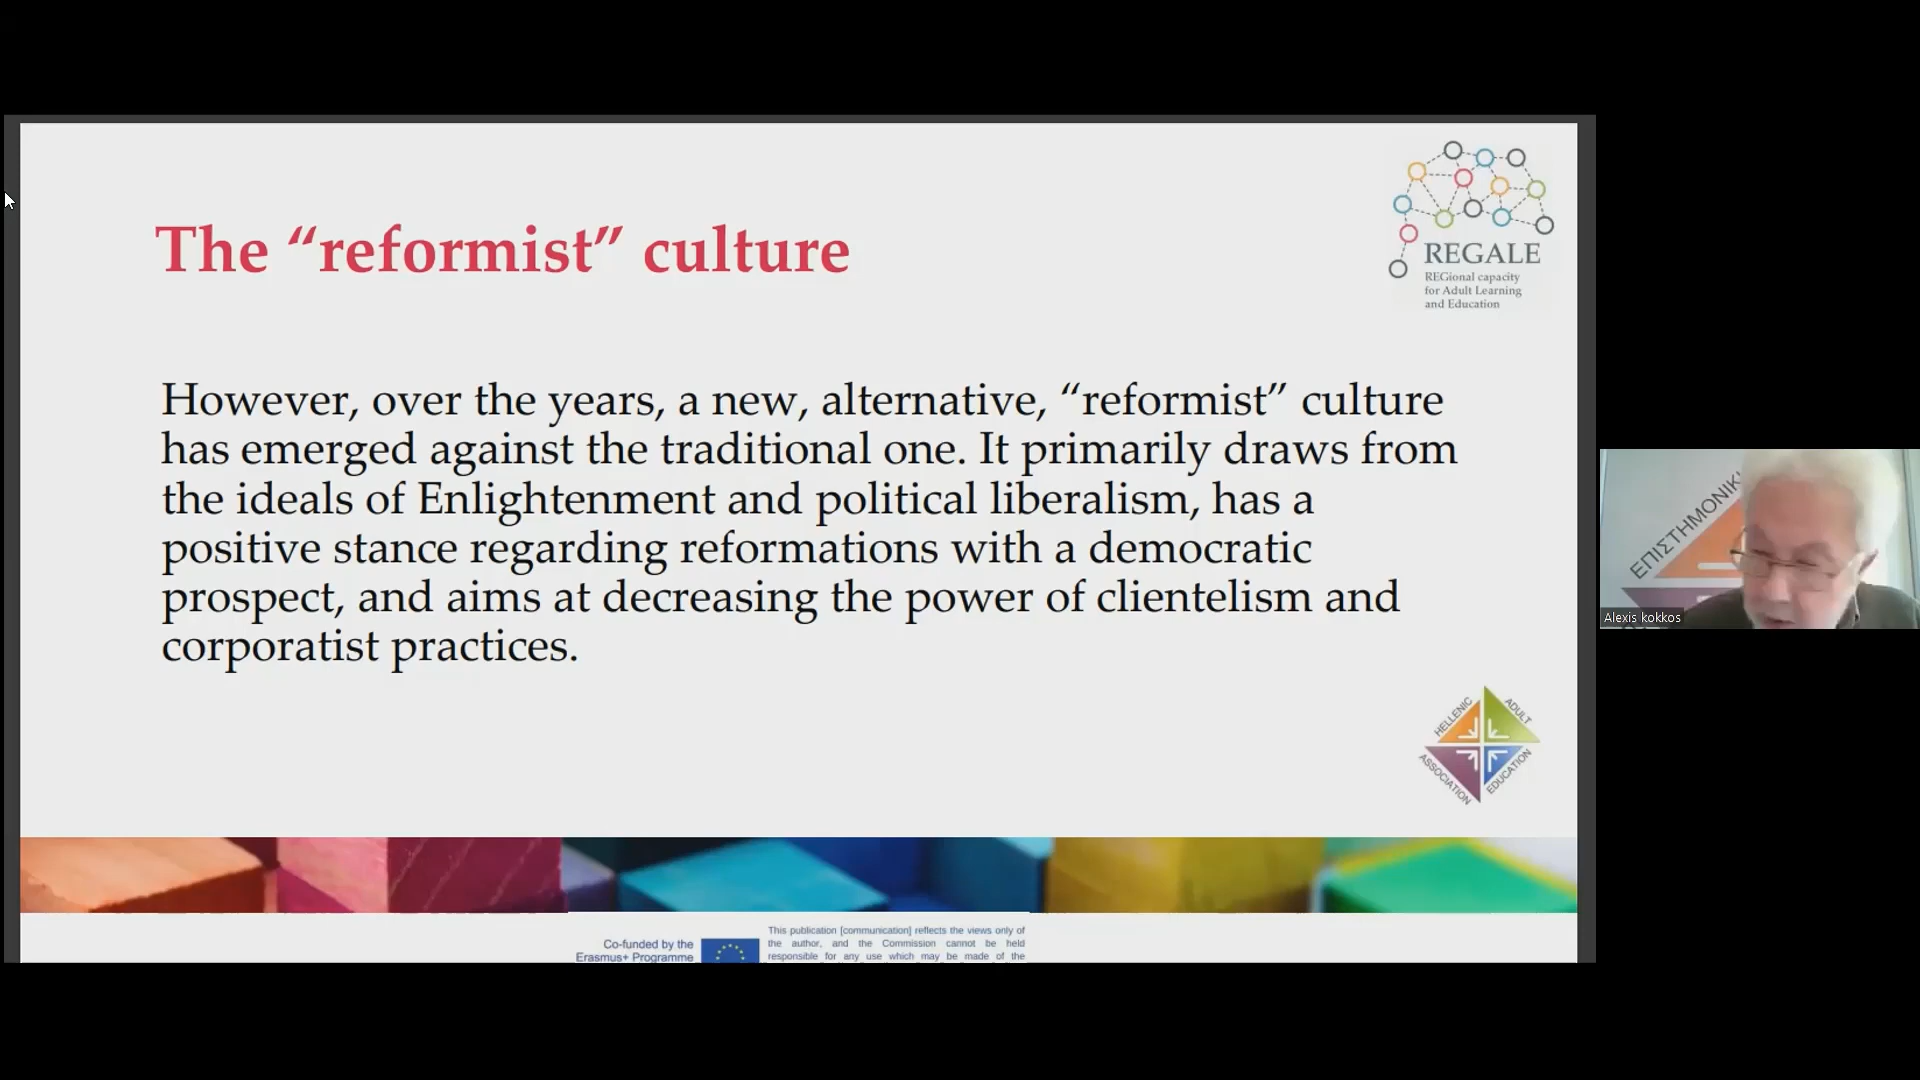 The “reformist” culture
REGALE
REGional capacity
for Adult Learning
and Education
However, over the years, a new, alternative, “reformist” culture
has emerged against the traditional one. It primarily draws from
the ideals of Enlightenment and political liberalism, has a
positive stance regarding reformations with a democratic
prospect, and aims at decreasing the power of clientelism and
corporatist practices.
ΕΠΙΣΤΗΜΟΝΙΚ
Alexis kokkos
HELLENIC
ADULT
ASSOCIATION
EDUCATION
Co-funded by the
Erasmus+ Programme
This publication [communication] reflects the views only of
the author, and the Commission cannot be held
responsible for any use which may be made of the